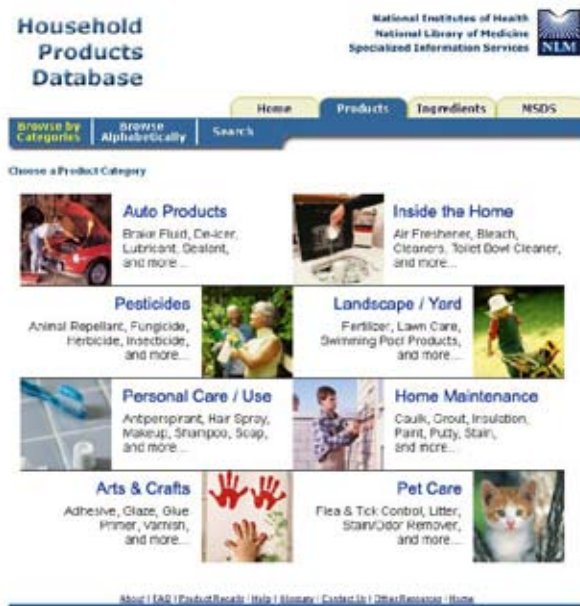 Household
Products
Database
National Institutes of Health
National Library of Medicine
Specialized Information Services
NLM
Home
Products
Ingredients
MSDS
Browse by
Categories
Browse
Alphabetically
Search
Choose a Product Category
Auto Products
Brake Fluid, De-icer,
Lubricant, Sealant,
and more...
Inside the Home
Air Freshener, Bleach,
Cleaners, Toilet Bowl Cleaner,
and more...
Pesticides
Animal Repellant, Fungicide,
Herbicide, Insecticide,
and more...
Landscape / Yard
Fertilizer, Lawn Care,
Swimming Pool Products,
and more...
Personal Care / Use
Antiperspirant, Hair Spray,
Makeup, Shampoo, Soap,
and more...
Home Maintenance
Caulk, Grout, Insulation,
Paint, Putty, Stain,
and more...
Arts & Crafts
Adhesive, Glaze, Glue
Primer, Varnish,
and more...
Pet Care
Flea & Tick Control, Litter,
Stain/Odor Remover,
and more...
About | FAQ | Product Recalls | Help | Glossary | Contact Us | Other Resources | Home